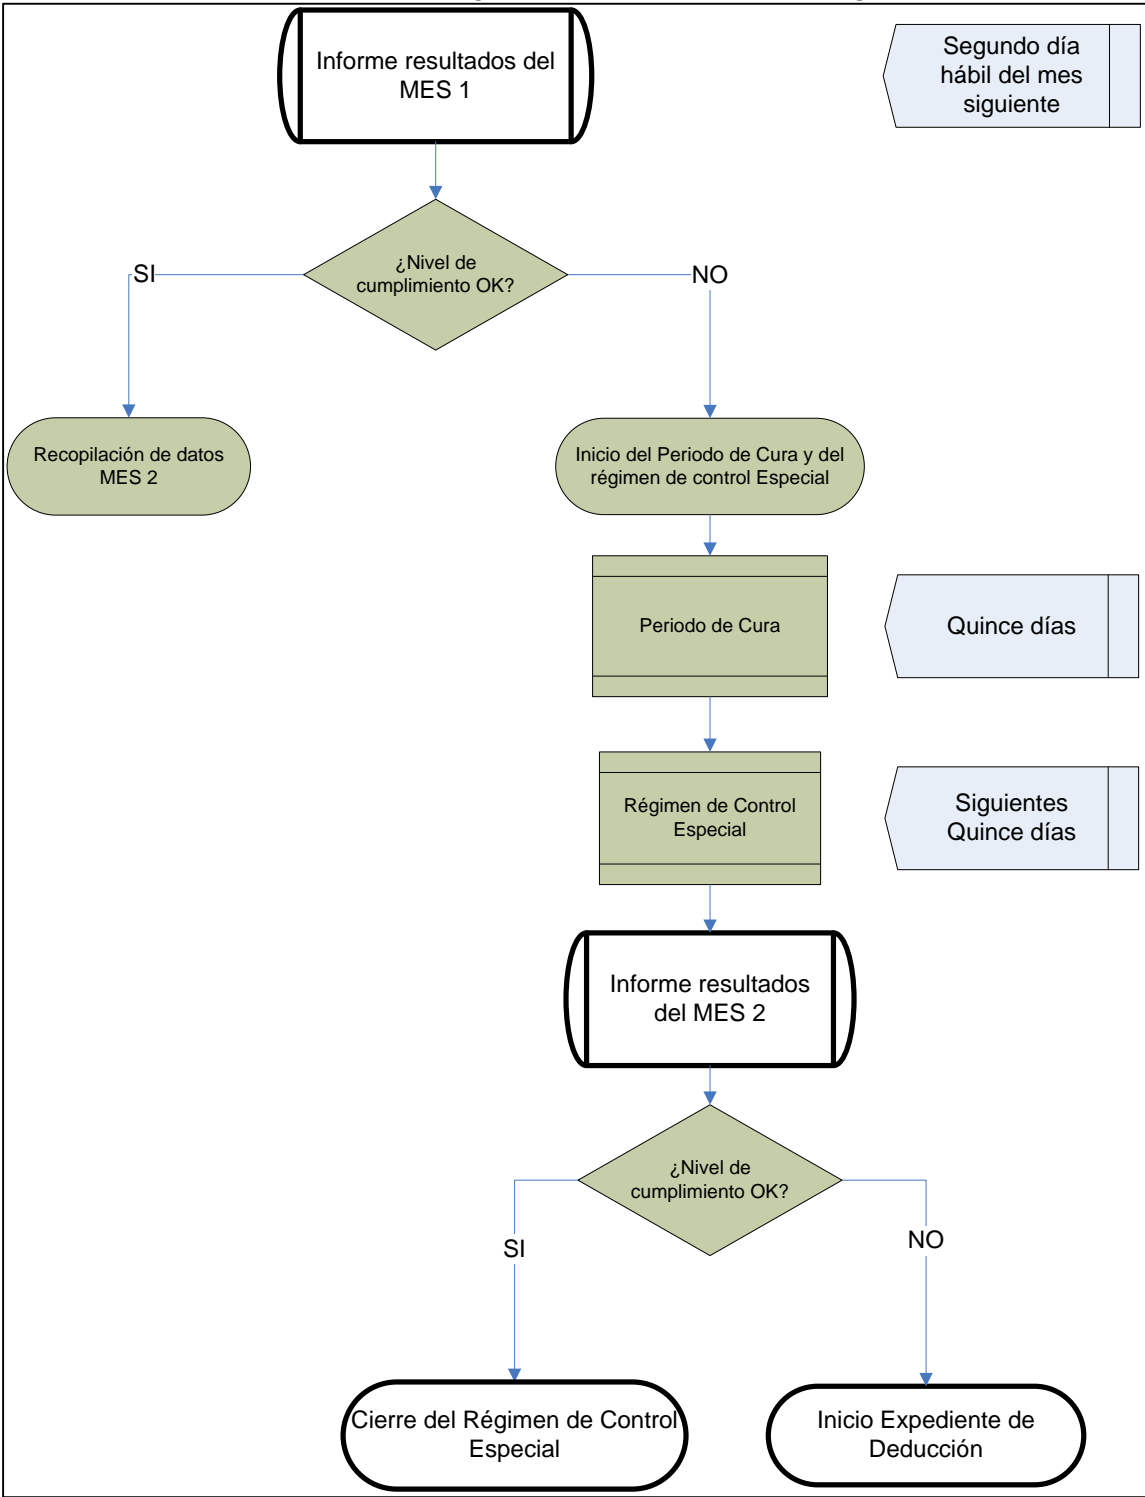 Informe resultados del
MES 1
Segundo día
hábil del mes
siguiente
¿Nivel de
cumplimiento OK?
SI
NO
Recopilación de datos
MES 2
Inicio del Periodo de Cura y del
régimen de control Especial
Periodo de Cura
Quince días
Régimen de Control
Especial
Siguientes
Quince días
Informe resultados
del MES 2
¿Nivel de
cumplimiento OK?
SI
NO
Cierre del Régimen de Control
Especial
Inicio Expediente de
Deducción